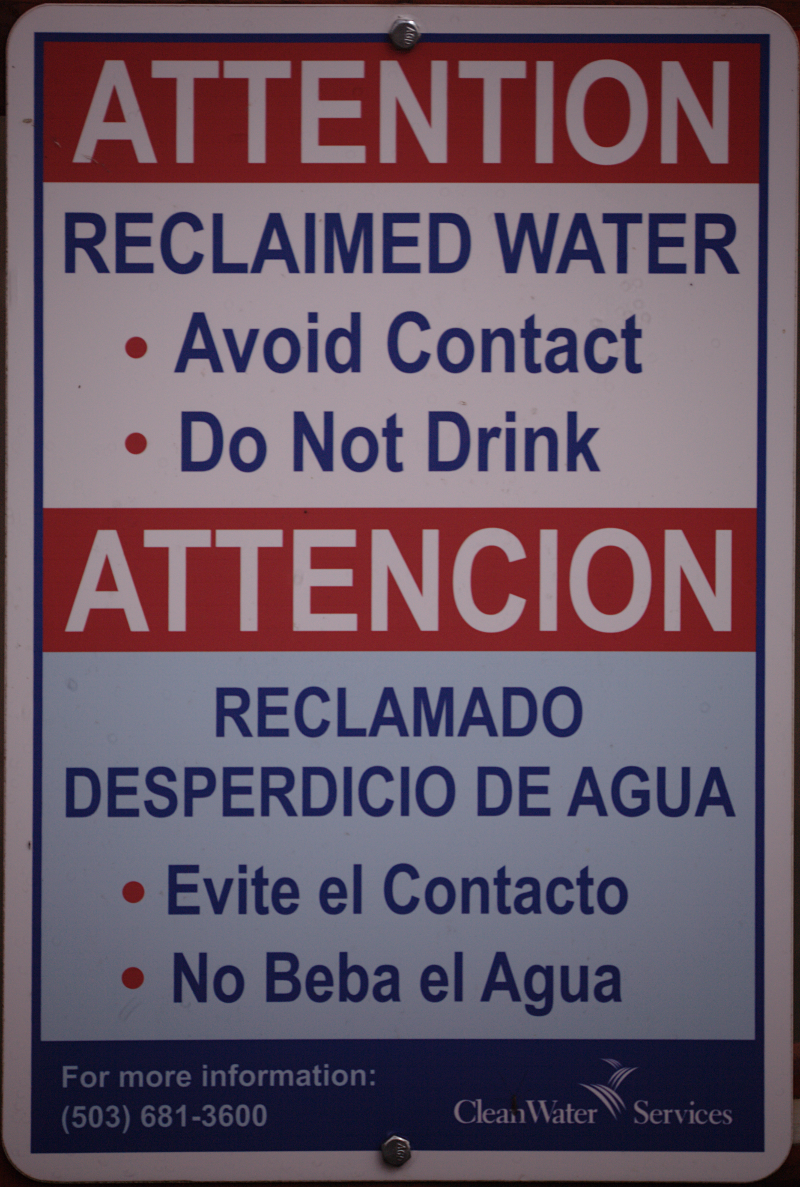 ATTENTION
RECLAIMED WATER
• Avoid Contact
• Do Not Drink
ATTENCION
RECLAMADO
DESPERDICIO DE AGUA
• Evite el Contacto
• No Beba el Agua
For more information:
(503) 681-3600
CleanWater Services